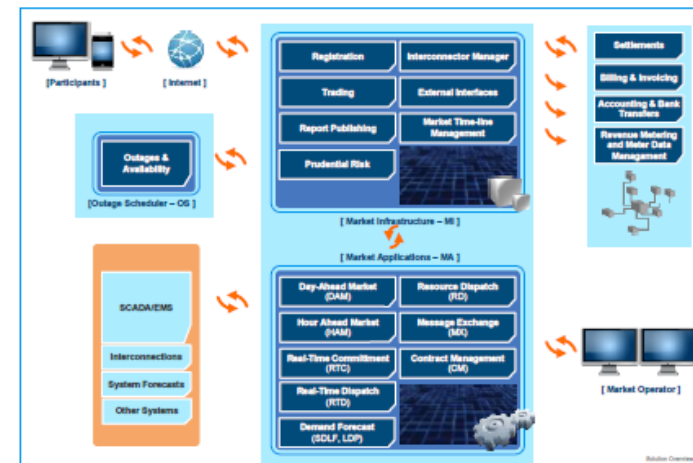 [Participants ]
[ Internet ]
Registration
Interconnector Manager
Trading
External Interfaces
Report Publishing
Market Time-line
Management
Prudential Risk
[ Market Infrastructure – MI ]
Settlements
Billing & Invoicing
Accounting & Bank
Transfers
Revenue Metering
and Meter Data
Management
Outages &
Availability
[Outage Scheduler – OS ]
[ Market Applications – MA ]
SCADA/EMS
Interconnections
System Forecasts
Other Systems
Day-Ahead Market
(DAM)
Resource Dispatch
(RD)
Hour Ahead Market
(HAM)
Message Exchange
(MX)
Real-Time Commitment
(RTC)
Contract Management
(CM)
Real-Time Dispatch
(RTD)
Demand Forecast
(SDLF, LDP)
[ Market Operator ]
Solution Overview